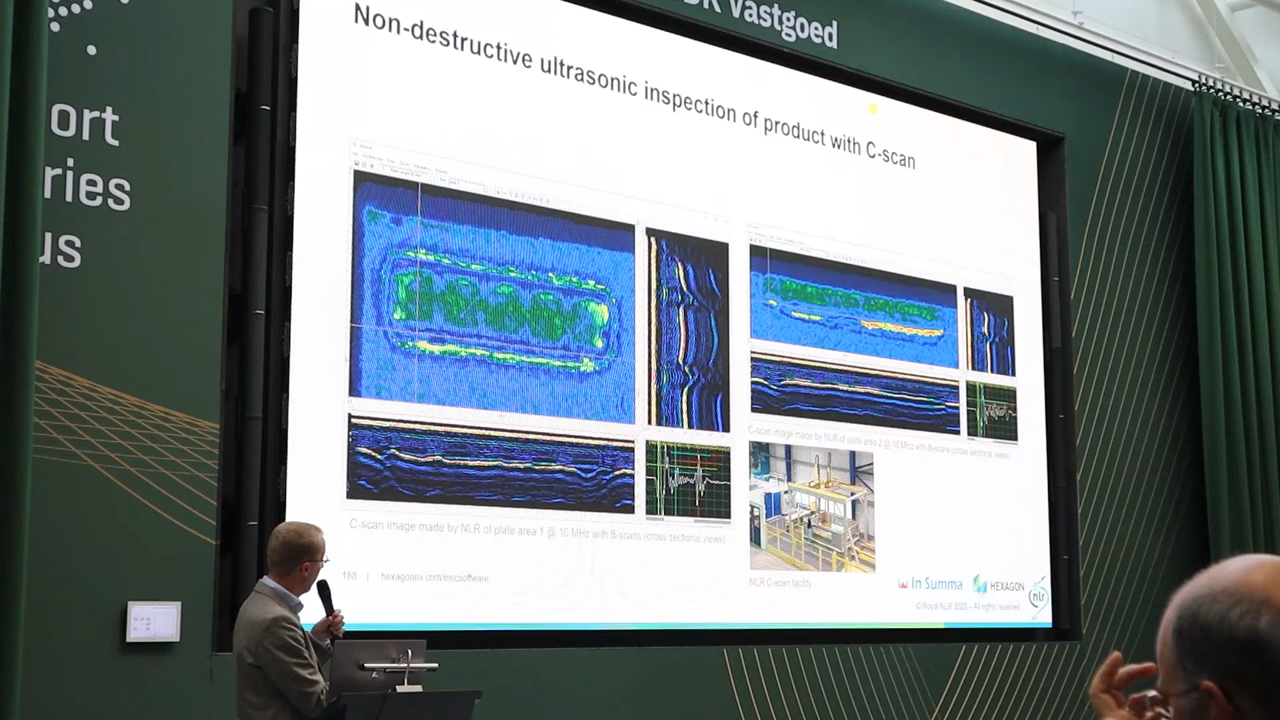 ort
ries
us
Vastgoed
Non-destructive ultrasonic inspection of product with C-scan
C-scan image made by NLR of plate area 1 @ 10 MHz with B-scans (cross sectional views)
C-scan image made by NLR of plate area 2 @ 10 MHz with B-scans (cross sectional views)
NLR C-scan facility
188 | hexagonmi.com/mscsoftware
In Summa
HEXAGON
nlr
© Royal NLR 2022 – All rights reserved